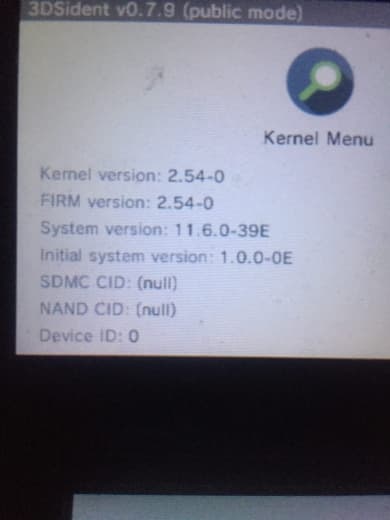 3DSident v0.7.9 (public mode)
Kernel Menu
Kernel version: 2.54-0
FIRM version: 2.54-0
System version: 11.6.0-39E
Initial system version: 1.0.0-0E
SDMC CID: (null)
NAND CID: (null)
Device ID: 0